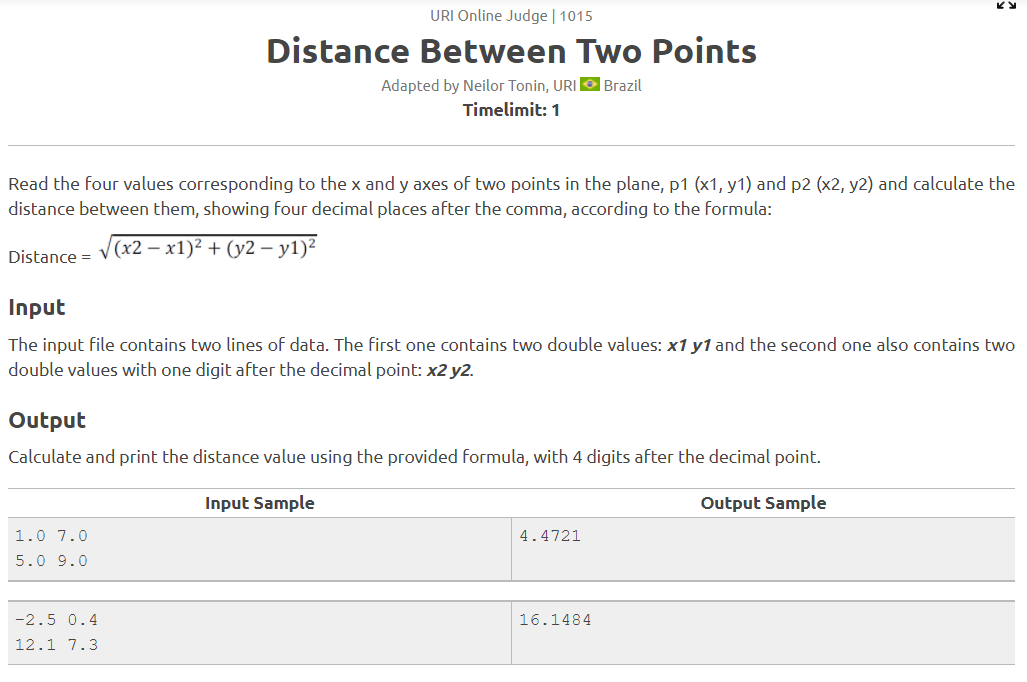 URI Online Judge | 1015
Distance Between Two Points
Adapted by Neilor Tonin, URI Brazil
Timelimit: 1
Read the four values corresponding to the x and y axes of two points in the plane, p1 (x1, y1) and p2 (x2, y2) and calculate the
distance between them, showing four decimal places after the comma, according to the formula:
Distance = √(x2 − x1)² + (y2 − y1)²
Input
The input file contains two lines of data. The first one contains two double values: x1 y1 and the second one also contains two
double values with one digit after the decimal point: x2 y2.
Output
Calculate and print the distance value using the provided formula, with 4 digits after the decimal point.
Input Sample Output Sample
1.0 7.0 4.4721
5.0 9.0
-2.5 0.4 16.1484
12.1 7.3